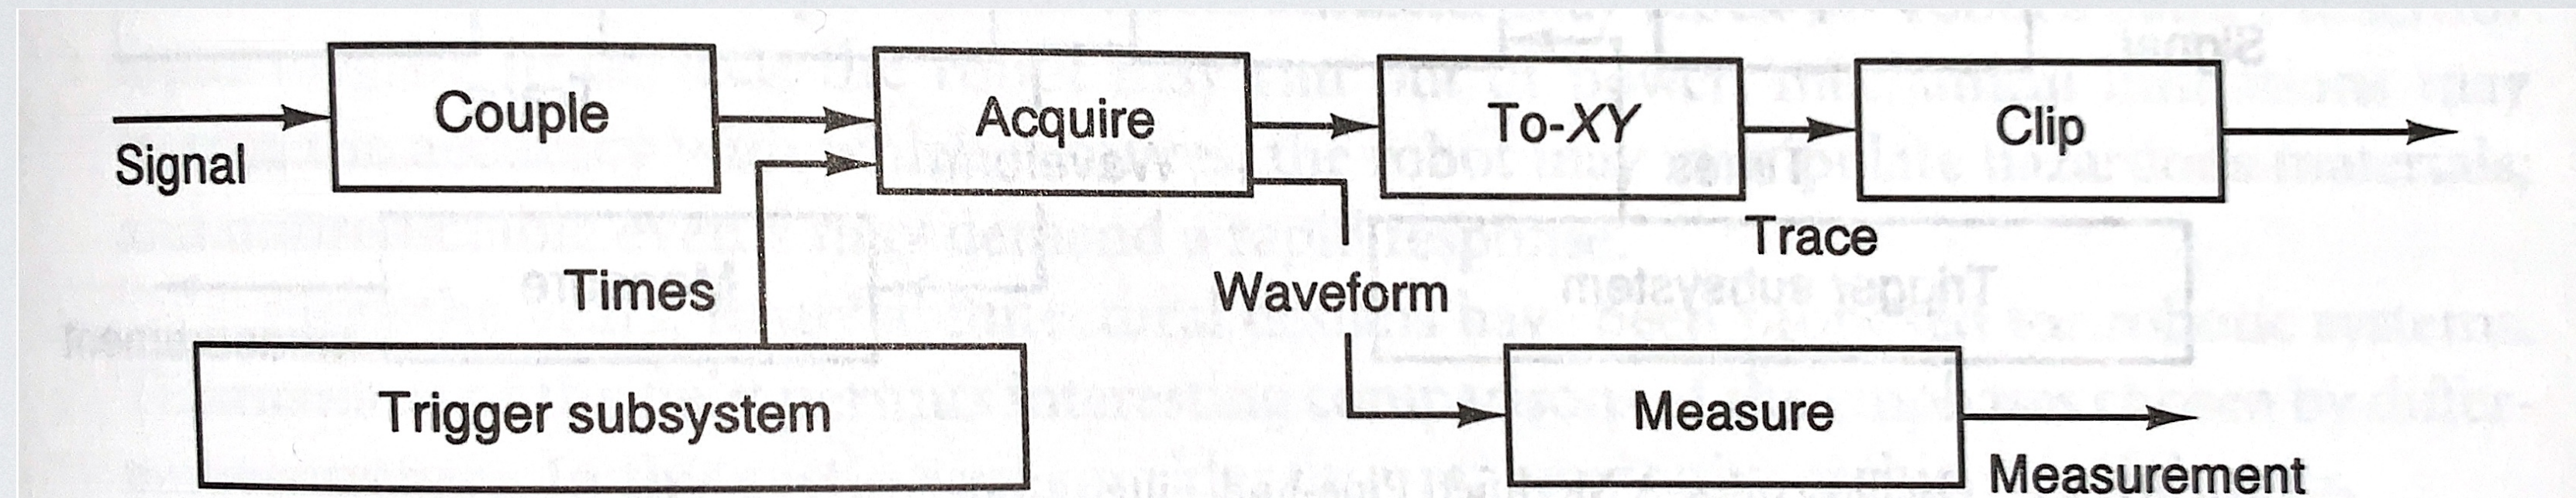 Couple
Acquire
To-XY
Clip
Signal
Trace
Times
Waveform
Trigger subsystem
Measure
Measurement